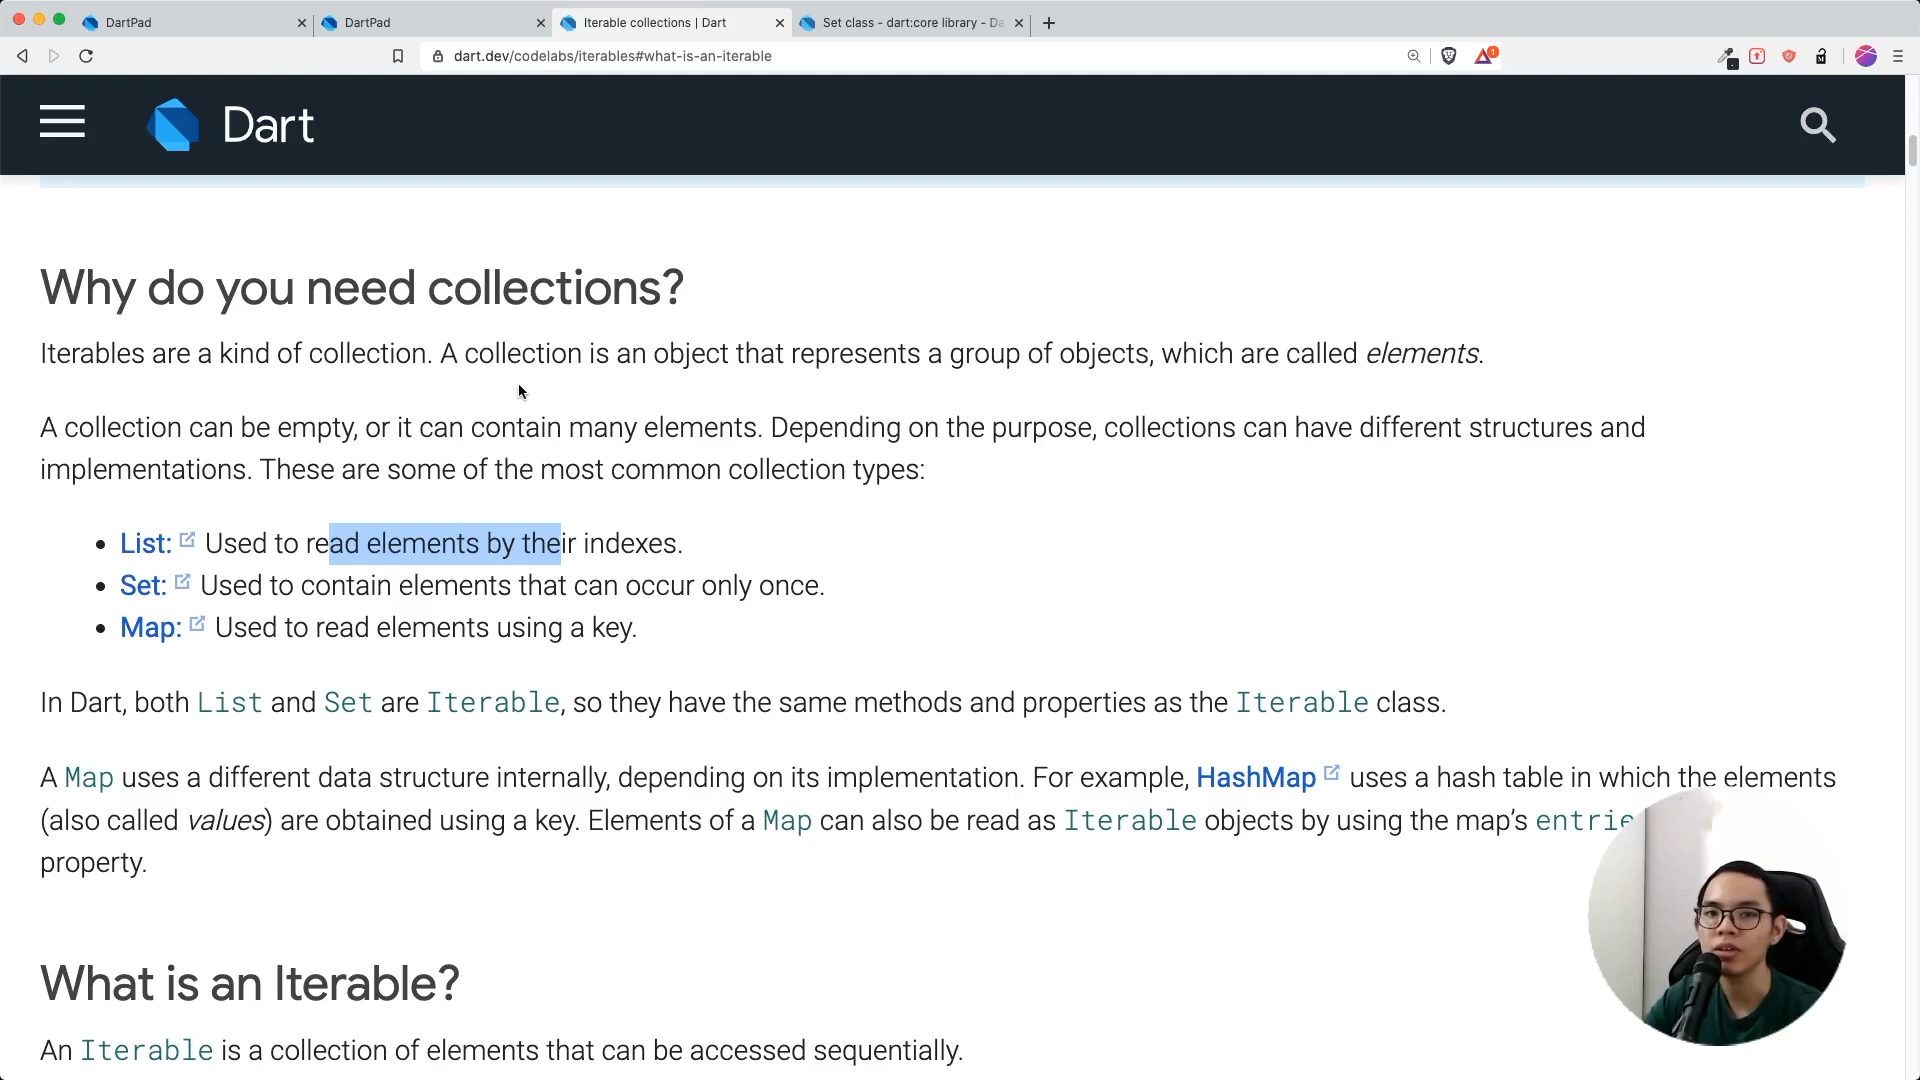 DartPad
DartPad
Iterable collections | Dart
Set class - dart:core library - Da
dart.dev/codelabs/iterables#what-is-an-iterable
1
Dart
Why do you need collections?
Iterables are a kind of collection. A collection is an object that represents a group of objects, which are called elements.
A collection can be empty, or it can contain many elements. Depending on the purpose, collections can have different structures and
implementations. These are some of the most common collection types:
• List: Used to read elements by their indexes.
• Set: Used to contain elements that can occur only once.
• Map: Used to read elements using a key.
In Dart, both List and Set are Iterable, so they have the same methods and properties as the Iterable class.
A Map uses a different data structure internally, depending on its implementation. For example, HashMap uses a hash table in which the elements
(also called values) are obtained using a key. Elements of a Map can also be read as Iterable objects by using the map’s entrie
property.
What is an Iterable?
An Iterable is a collection of elements that can be accessed sequentially.